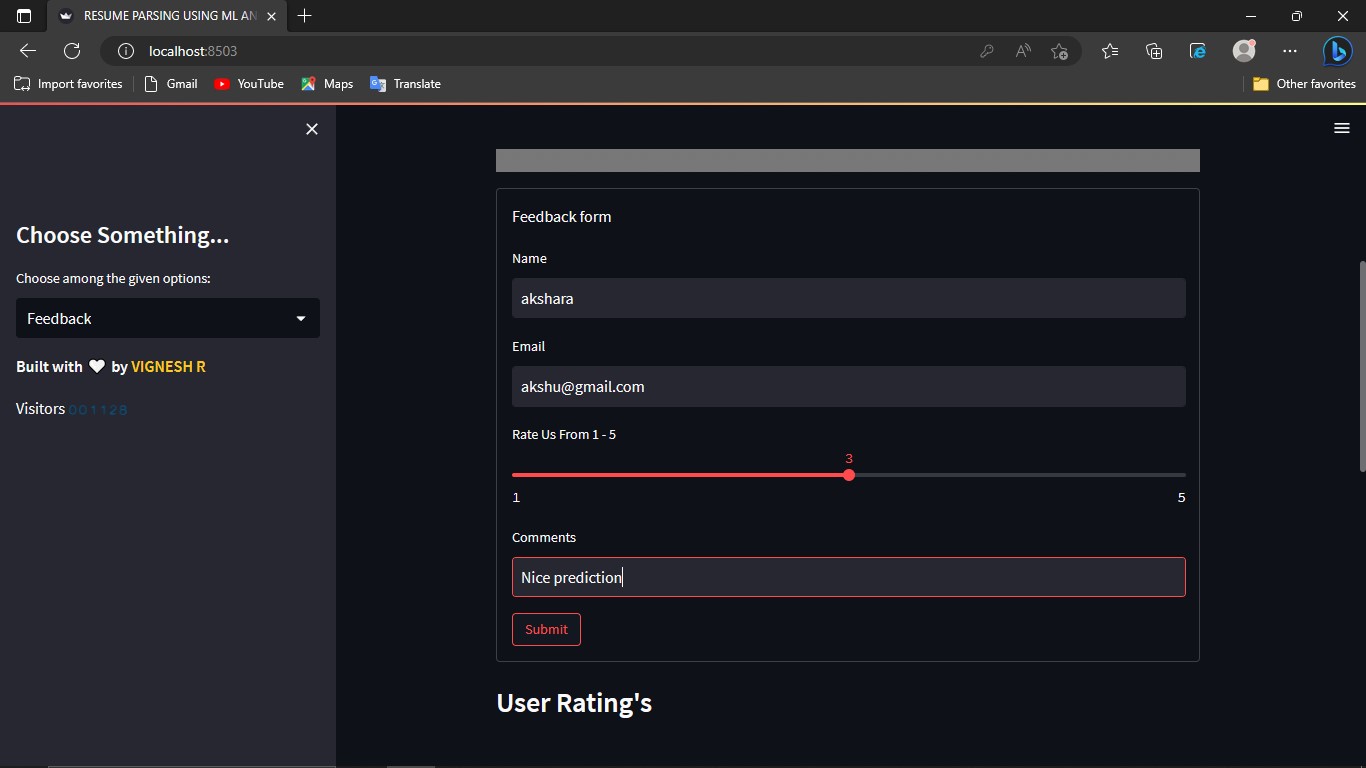 RESUME PARSING USING ML AN
localhost:8503
Import favorites
Gmail
YouTube
Maps
Translate
Other favorites
Choose Something...
Choose among the given options:
Feedback
Built with by VIGNESH R
Visitors 001128
Feedback form
Name
akshara
Email
akshu@gmail.com
Rate Us From 1 - 5
3
1 5
Comments
Nice prediction
Submit
User Rating's